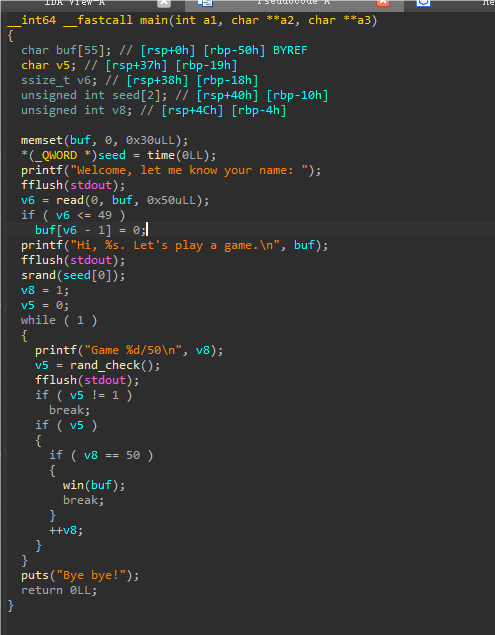 IDA View-A Pseudocode-A
__int64 __fastcall main(int a1, char **a2, char **a3)
{
  char buf[55]; // [rsp+0h] [rbp-50h] BYREF
  char v5; // [rsp+37h] [rbp-19h]
  ssize_t v6; // [rsp+38h] [rbp-18h]
  unsigned int seed[2]; // [rsp+40h] [rbp-10h]
  unsigned int v8; // [rsp+4Ch] [rbp-4h]

  memset(buf, 0, 0x30uLL);
  *(_QWORD *)seed = time(0LL);
  printf("Welcome, let me know your name: ");
  fflush(stdout);
  v6 = read(0, buf, 0x50uLL);
  if ( v6 <= 49 )
    buf[v6 - 1] = 0;
  printf("Hi, %s. Let's play a game.\n", buf);
  fflush(stdout);
  srand(seed[0]);
  v8 = 1;
  v5 = 0;
  while ( 1 )
  {
    printf("Game %d/50\n", v8);
    v5 = rand_check();
    fflush(stdout);
    if ( v5 != 1 )
      break;
    if ( v5 )
    {
      if ( v8 == 50 )
      {
        win(buf);
        break;
      }
      ++v8;
    }
  }
  puts("Bye bye!");
  return 0LL;
}